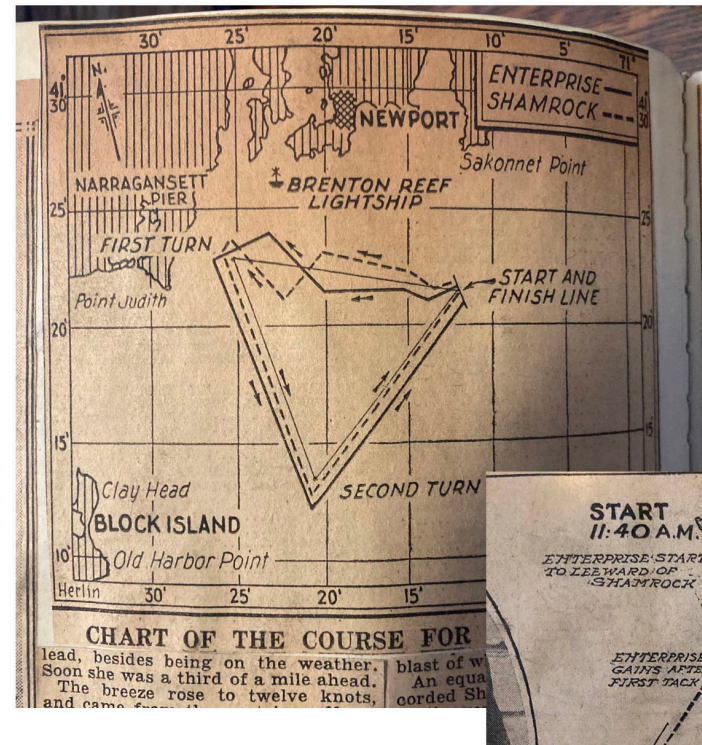 30' 25' 20' 15' 10' 5' 71°
N.
41°
30'
ENTERPRISE
SHAMROCK
41°
30'
NEWPORT
Sakonnet Point
NARRAGANSETT
PIER
BRENTON REEF
LIGHTSHIP
25' 25'
FIRST TURN
START AND
FINISH LINE
Point Judith
20' 20'
15' 15'
SECOND TURN
Clay Head
BLOCK ISLAND
10'
Old Harbor Point
Herlin 30' 25' 20' 15'
CHART OF THE COURSE FOR
lead, besides being on the weather.
Soon she was a third of a mile ahead.
The breeze rose to twelve knots,
and came from the
blast of
An equa
corded Sh
START
11:40 A.M.
ENTERPRISE START
TO LEEWARD OF
SHAMROCK
ENTERPRISE
GAINS AFTE
FIRST TACK